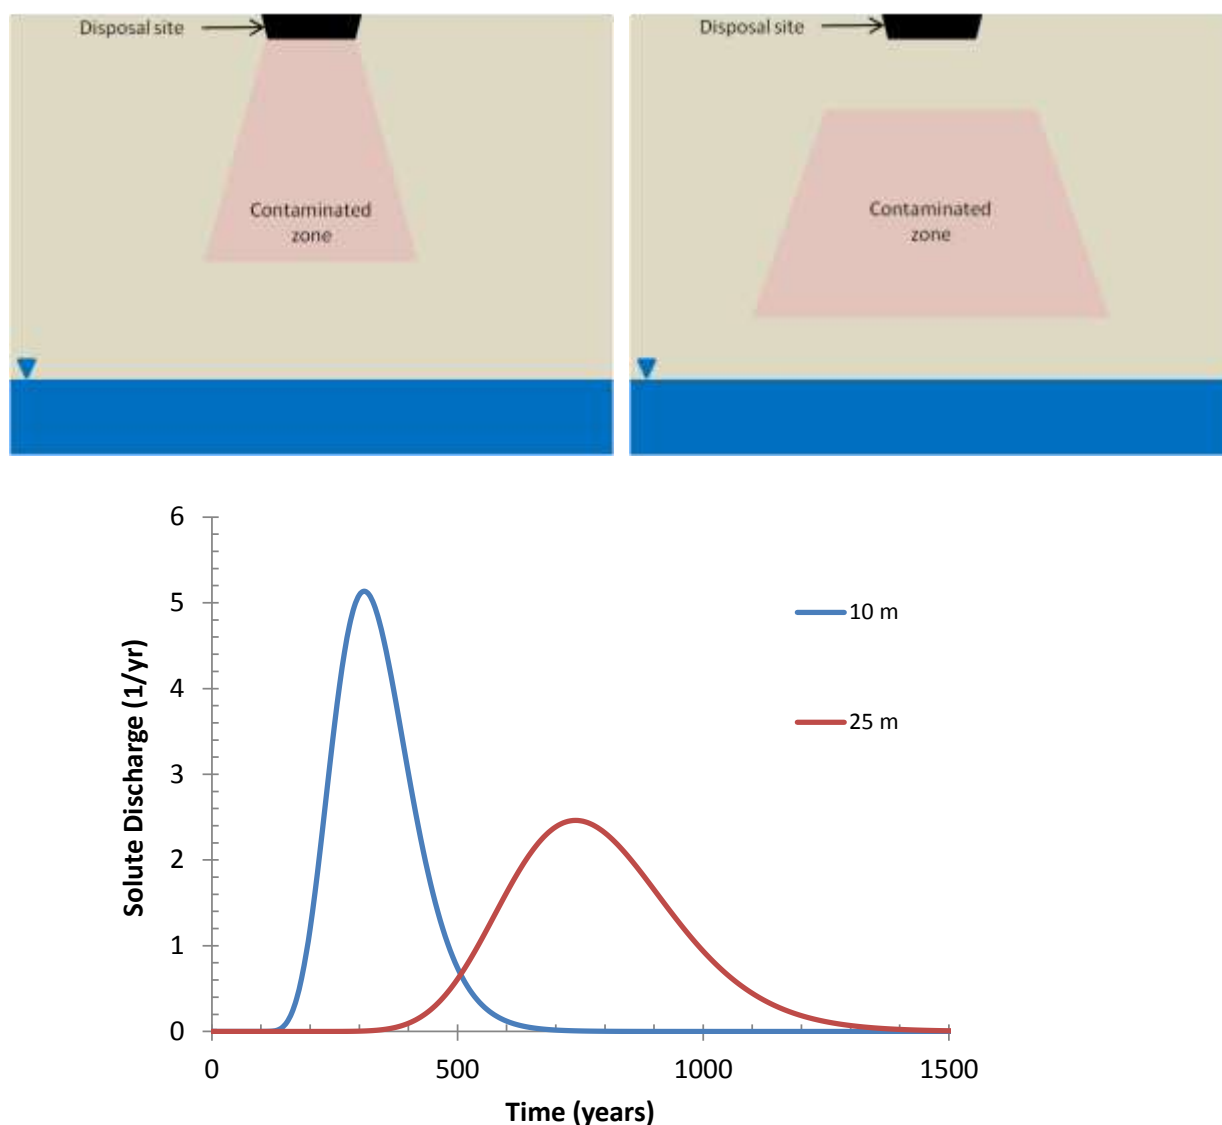 Disposal site
Contaminated
zone
Disposal site
Contaminated
zone
6
5
4
3
2
1
0
Solute Discharge (1/yr)
10 m
25 m
0 500 1000 1500
Time (years)